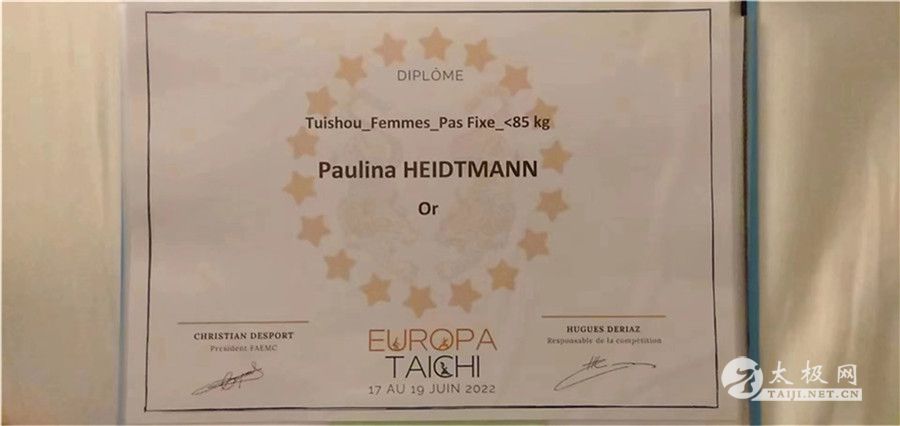 DIPLÔME
Tuishou_Femmes_Pas Fixe_<85 kg
Paulina HEIDTMANN
Or
CHRISTIAN DESPORT
Président FAEMC
EUROPA
TAICHI
17 AU 19 JUIN 2022
HUGUES DERIAZ
Responsable de la compétition
太极网
TAIJI.NET.CN